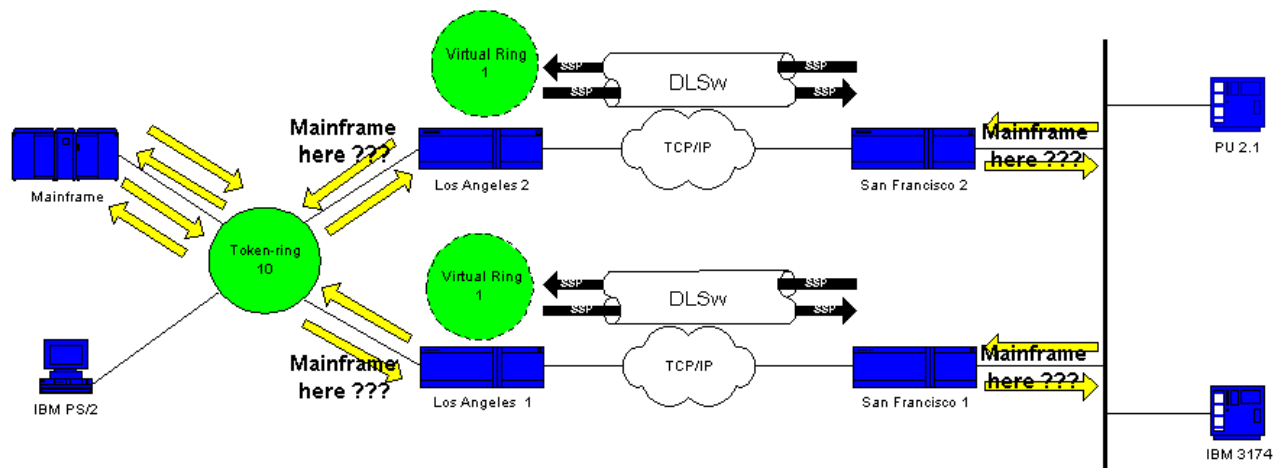 Virtual Ring
1
SSP
SSP
DLSw
SSP
SSP
Mainframe
here ???
Mainframe
here ???
TCP/IP
PU 2.1
Mainframe
Los Angeles 2
San Francisco 2
Token-ring
10
Virtual Ring
1
SSP
SSP
DLSw
SSP
SSP
Mainframe
here ???
Mainframe
here ???
TCP/IP
IBM PS/2
Los Angeles 1
San Francisco 1
IBM 3174